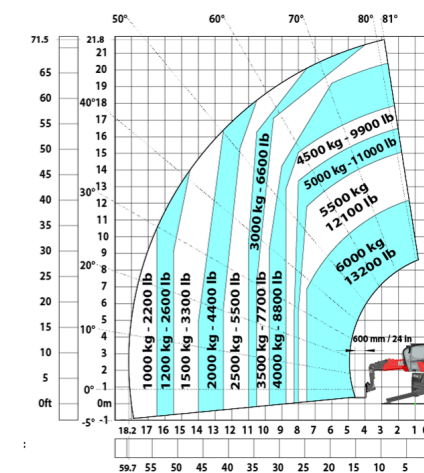 50° 60° 70° 80° 81°
71.5 21.8
21
65 20
19
60 40° 18
17
55 16
15
50 14
45 30° 13
12
40 11
35 10
9
30 20° 8
25 7
6
20 5
15 10° 4
3
10 2
5 0° 1
0ft 0m
-5° -1
4500 kg - 9900 lb
5000 kg -11000 lb
5500 kg
12100 lb
6000 kg
13200 lb
1000 kg - 2200 lb
1200 kg - 2600 lb
1500 kg - 3300 lb
2000 kg - 4400 lb
2500 kg - 5500 lb
3000 kg - 6600 lb
3500 kg - 7700 lb
4000 kg - 8800 lb
600 mm / 24 in
18.2 17 16 15 14 13 12 11 10 9 8 7 6 5 4 3 2 1
:
59.7 55 50 45 40 35 30 25 20 15 10 5